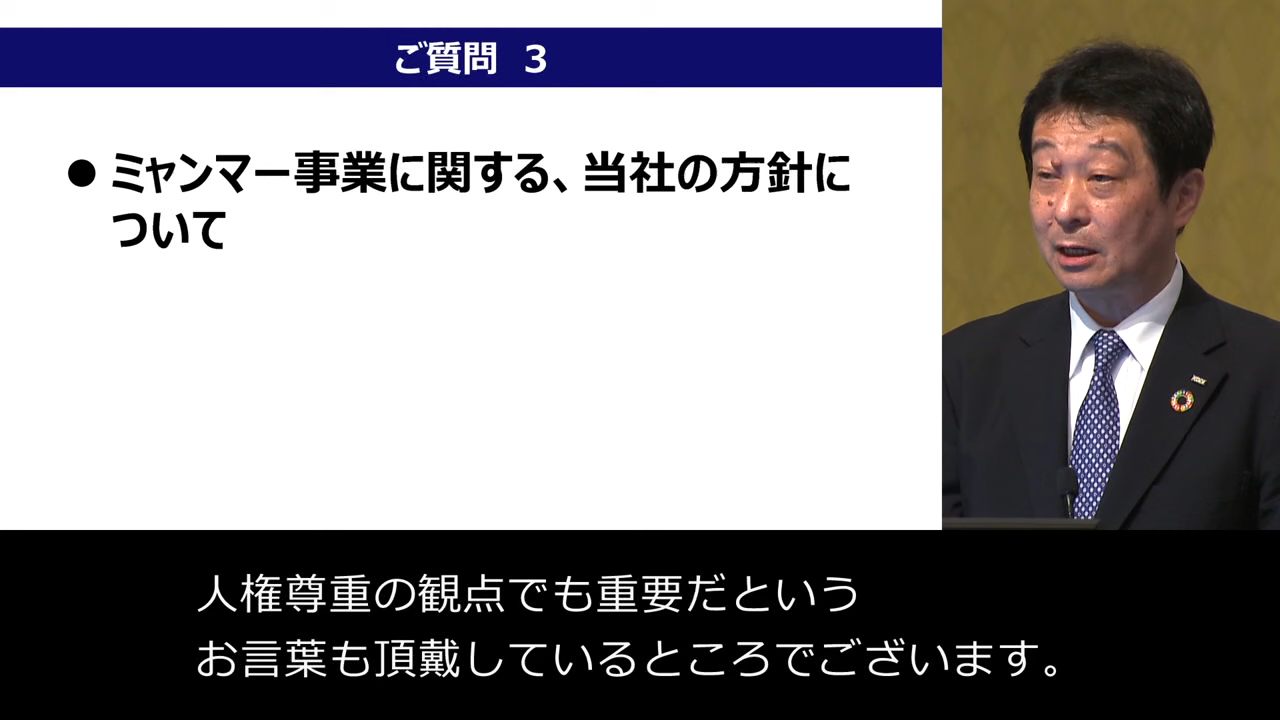 ご質問 3
● ミャンマー事業に関する、当社の方針に
ついて
人権尊重の観点でも重要だという
お言葉も頂戴しているところでございます。